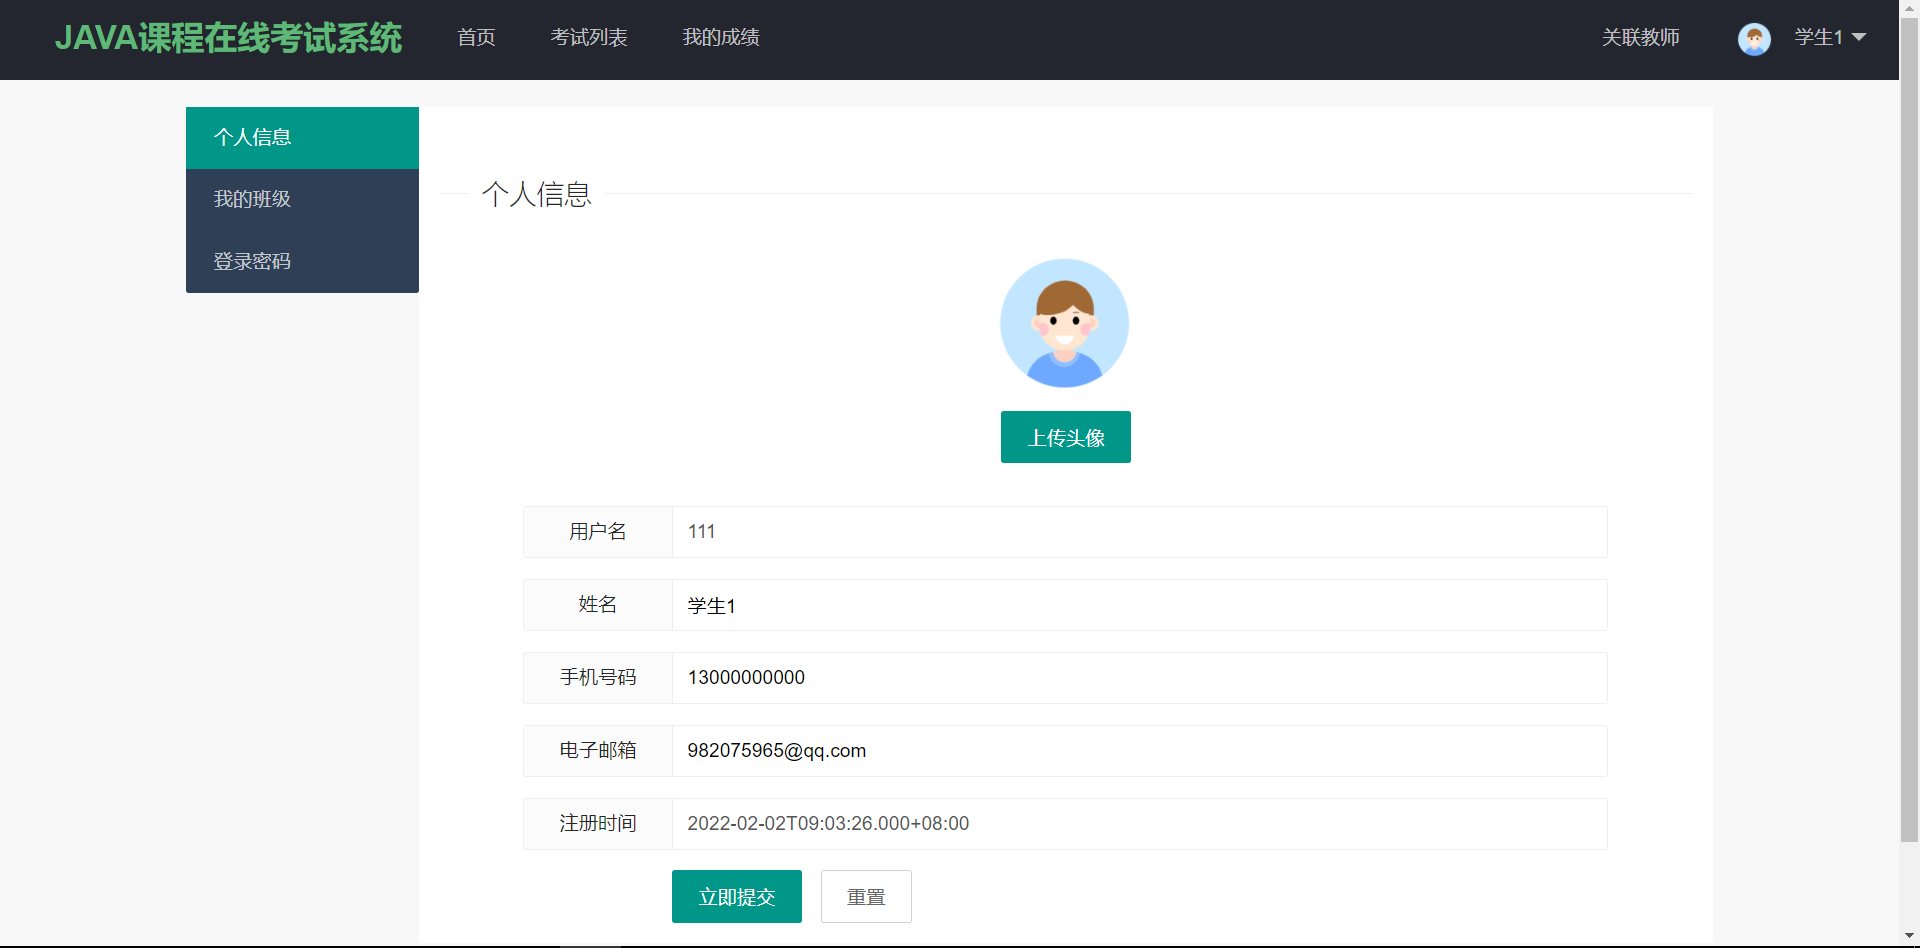 JAVA课程在线考试系统 首页 考试列表 我的成绩 关联教师 学生1
个人信息
我的班级
登录密码
个人信息
上传头像
用户名 111
姓名 学生1
手机号码 13000000000
电子邮箱 982075965@qq.com
注册时间 2022-02-02T09:03:26.000+08:00
立即提交 重置